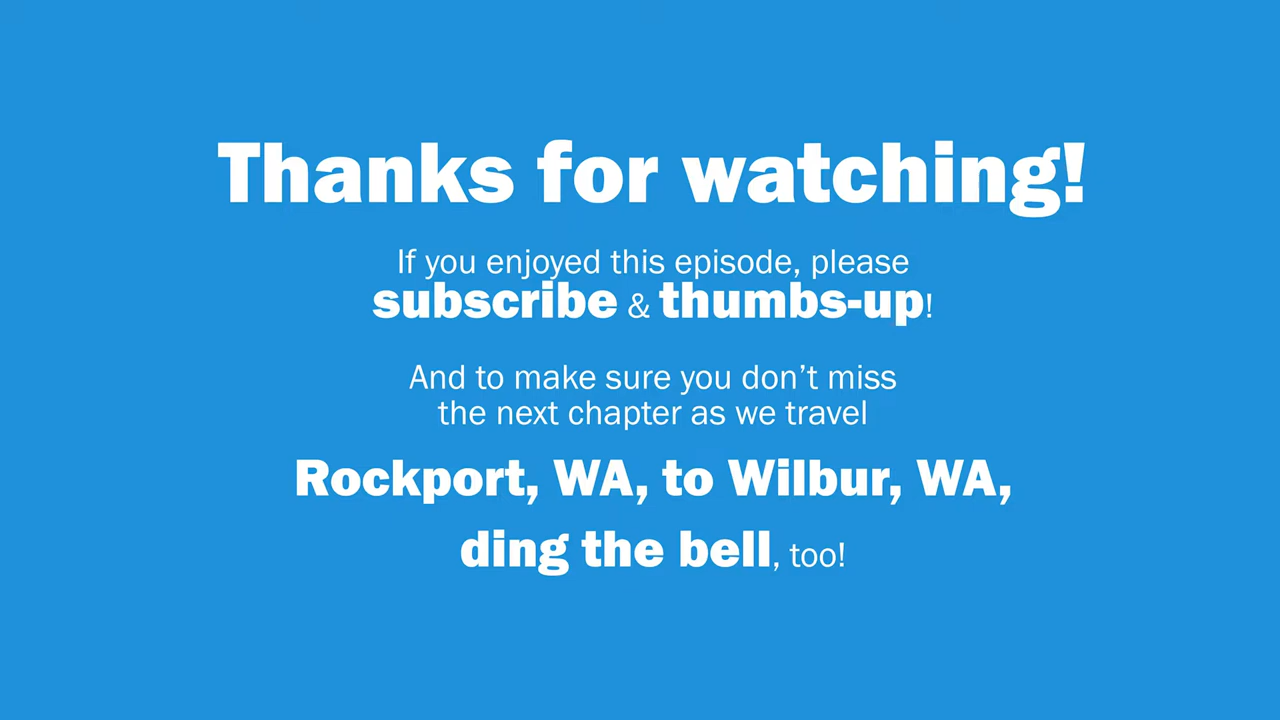 Thanks for watching!
If you enjoyed this episode, please
subscribe & thumbs-up!
And to make sure you don’t miss
the next chapter as we travel
Rockport, WA, to Wilbur, WA,
ding the bell, too!